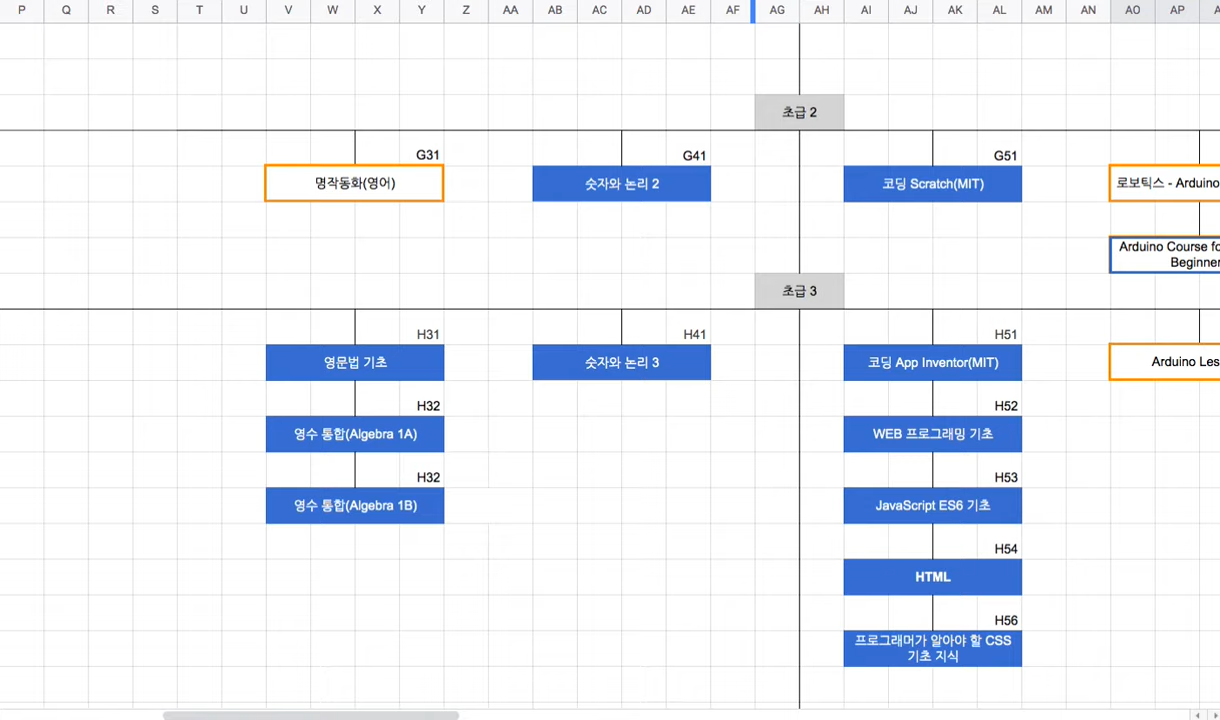 P Q R S T U V W X Y Z AA AB AC AD AE AF AG AH AI AJ AK AL AM AN AO AP
초급 2
G31 G41 G51
명작동화(영어) 숫자와 논리 2 코딩 Scratch(MIT) 로보틱스 - Arduino
Arduino Course fo
Beginner
초급 3
H31 H41 H51
영문법 기초 숫자와 논리 3 코딩 App Inventor(MIT) Arduino Les
H32 H52
영수 통합(Algebra 1A) WEB 프로그래밍 기초
H32 H53
영수 통합(Algebra 1B) JavaScript ES6 기초
H54
HTML
H56
프로그래머가 알아야 할 CSS
기초 지식